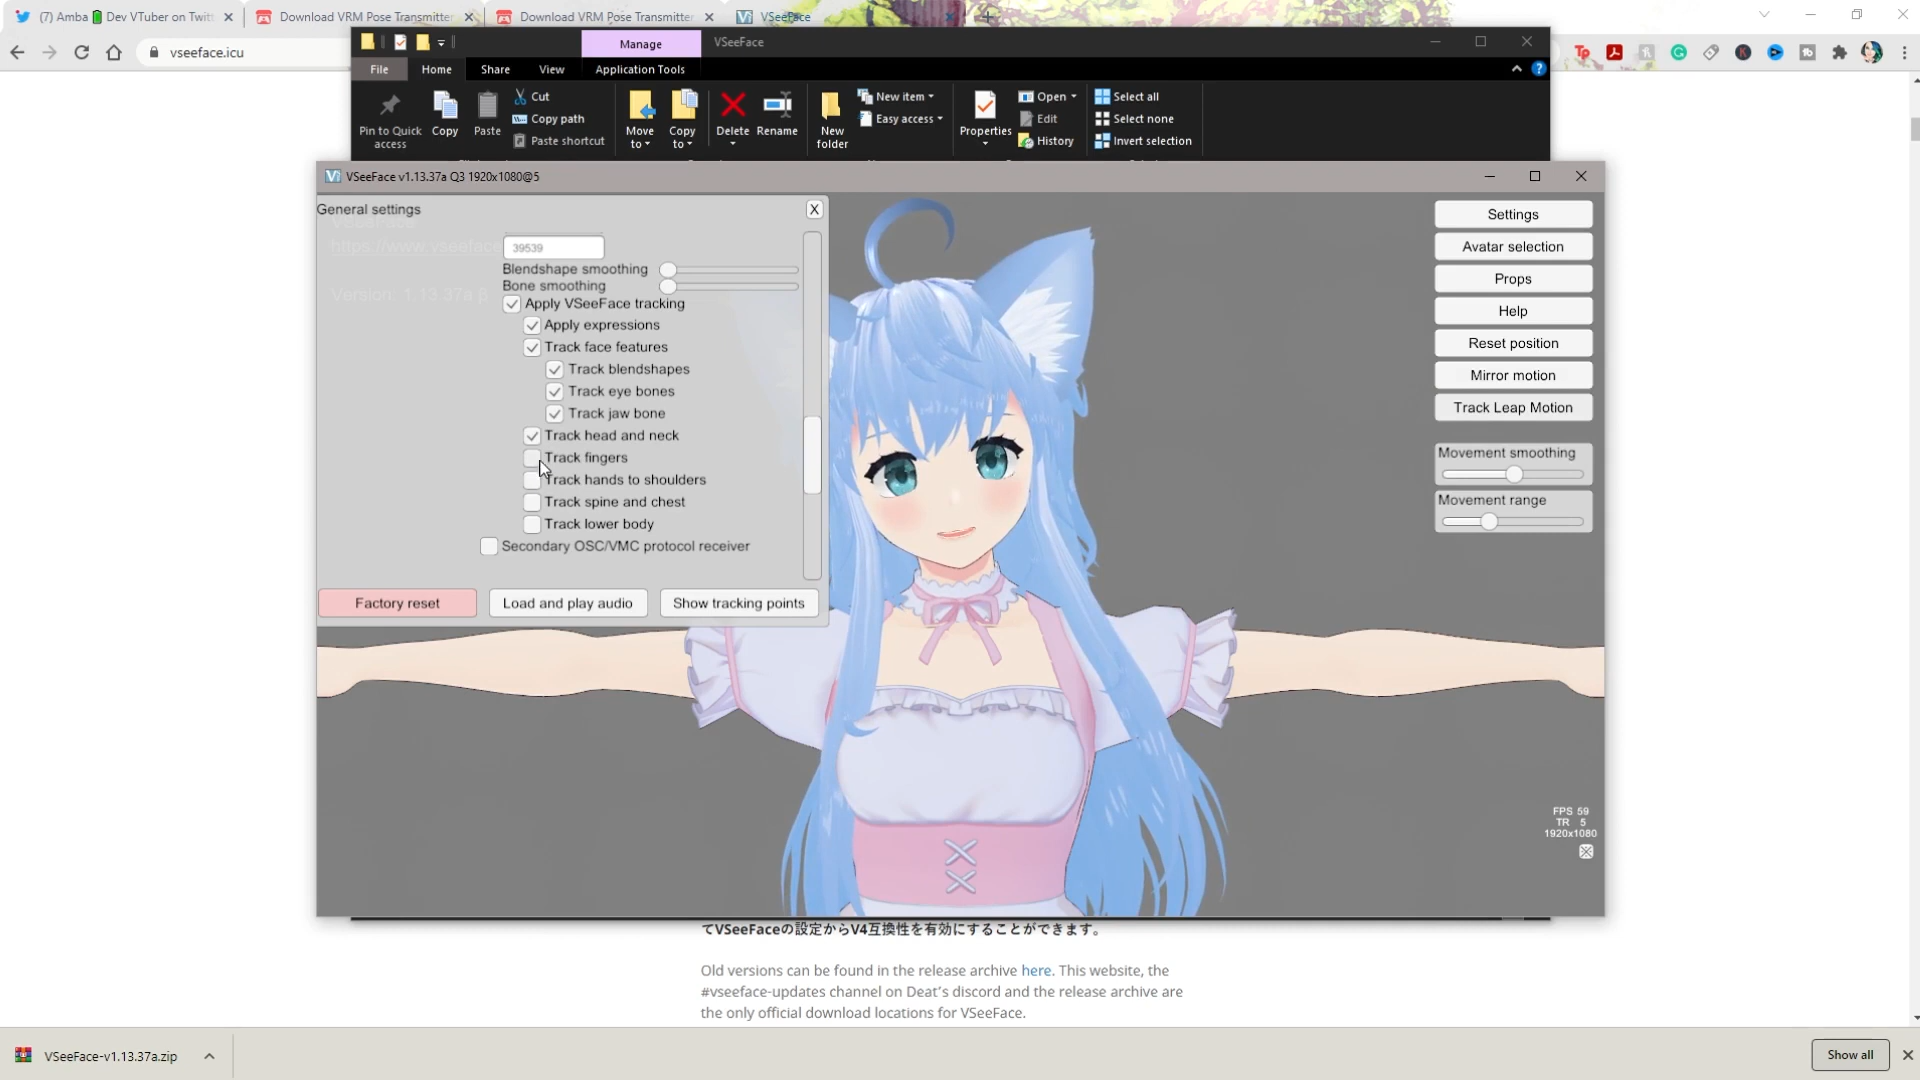 (7) Amba Dev VTuber on Twitt
Download VRM Pose Transmitter
Download VRM Pose Transmitter
VSeeFace
vseeface.icu
Manage
VSeeFace
File
Home
Share
View
Application Tools
Pin to Quick access
Copy
Paste
Cut
Copy path
Paste shortcut
Move to
Copy to
Delete
Rename
New folder
New item
Easy access
Properties
Open
Edit
History
Select all
Select none
Invert selection
VSeeFace v1.13.37a Q3 1920x1080@5
General settings
X
https://www.vseeface
Version: 1.13.37a β
39539
Blendshape smoothing
Bone smoothing
Apply VSeeFace tracking
Apply expressions
Track face features
Track blendshapes
Track eye bones
Track jaw bone
Track head and neck
Track fingers
Track hands to shoulders
Track spine and chest
Track lower body
Secondary OSC/VMC protocol receiver
Factory reset
Load and play audio
Show tracking points
Settings
Avatar selection
Props
Help
Reset position
Mirror motion
Track Leap Motion
Movement smoothing
Movement range
FPS 59
TR 5
1920x1080
てVSeeFaceの設定からV4互換性を有効にすることができます。
Old versions can be found in the release archive here. This website, the
#vseeface-updates channel on Deat's discord and the release archive are
the only official download locations for VSeeFace.
VSeeFace-v1.13.37a.zip
Show all